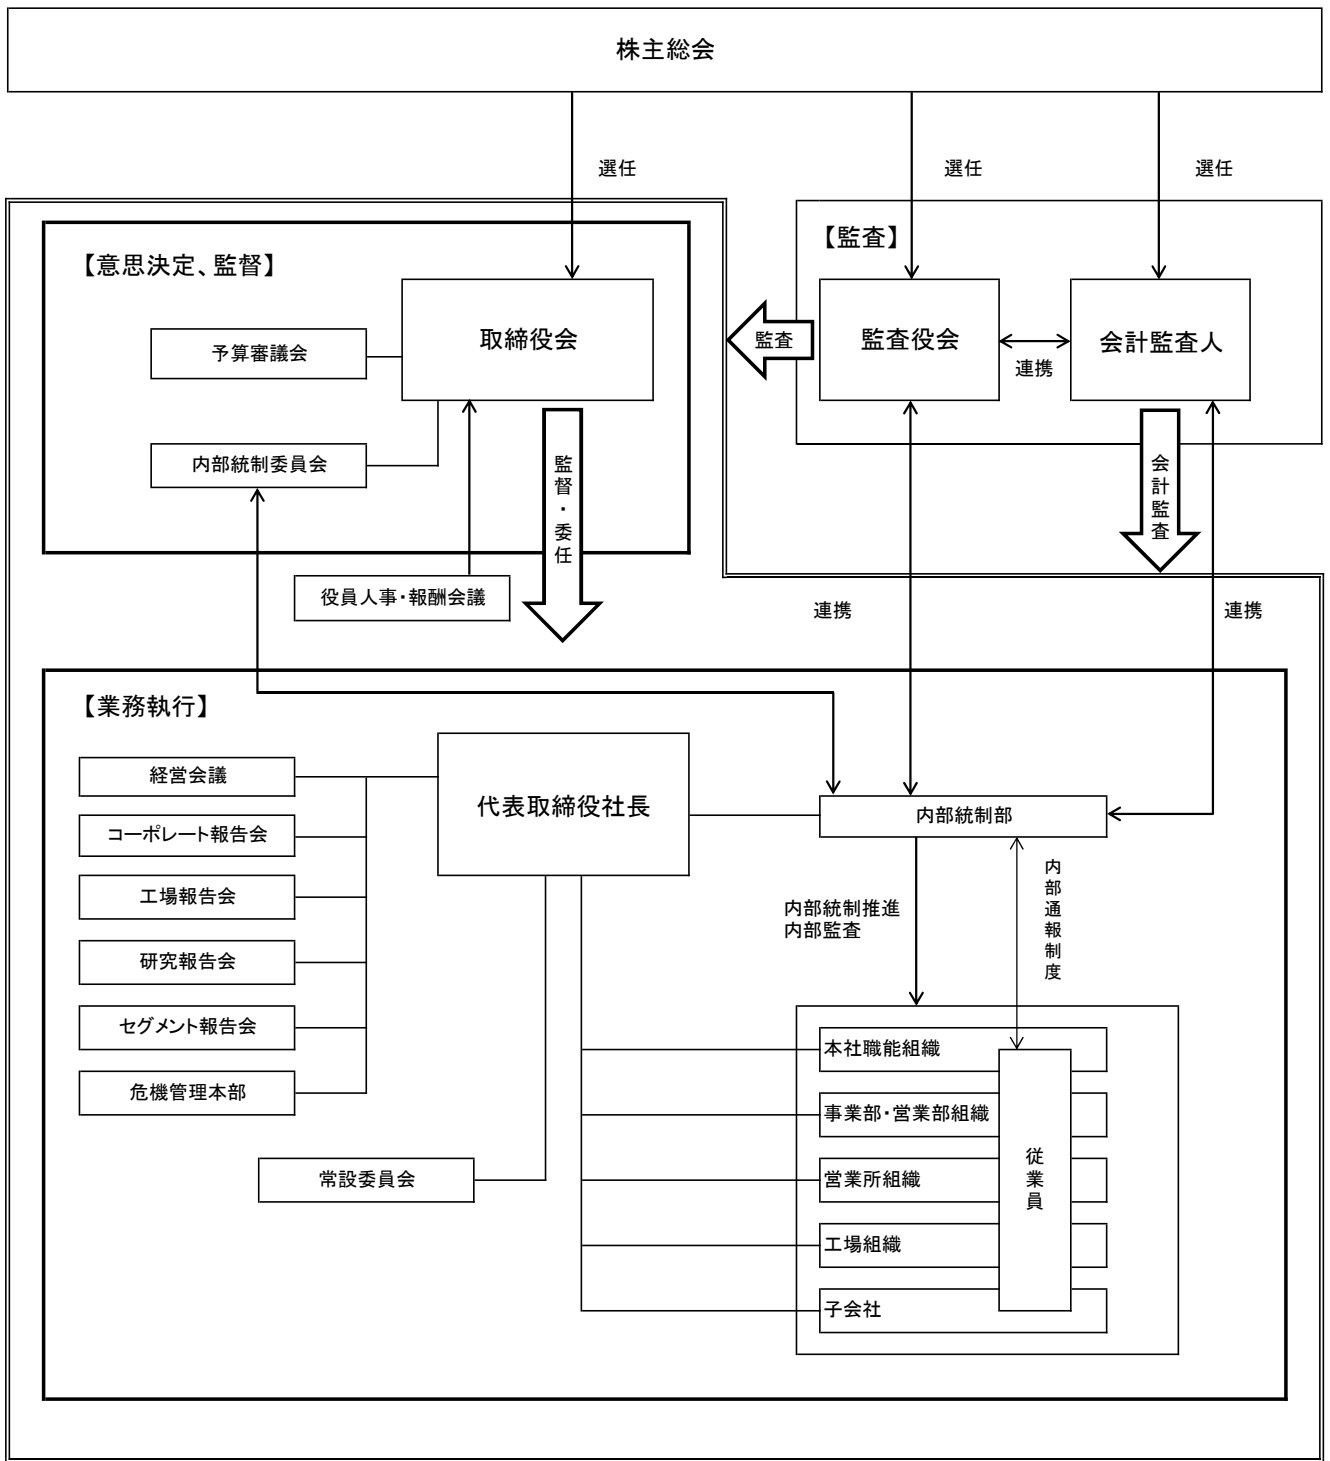 株主総会
選任
選任
選任
【意思決定、監督】
取締役会
予算審議会
内部統制委員会
監督・委任
役員人事・報酬会議
【監査】
監査
監査役会
連携
会計監査人
会計監査
連携
連携
【業務執行】
代表取締役社長
経営会議
コーポレート報告会
工場報告会
研究報告会
セグメント報告会
危機管理本部
常設委員会
内部統制部
内部統制推進
内部監査
内部通報制度
本社職能組織
事業部・営業部組織
営業所組織
工場組織
子会社
従業員